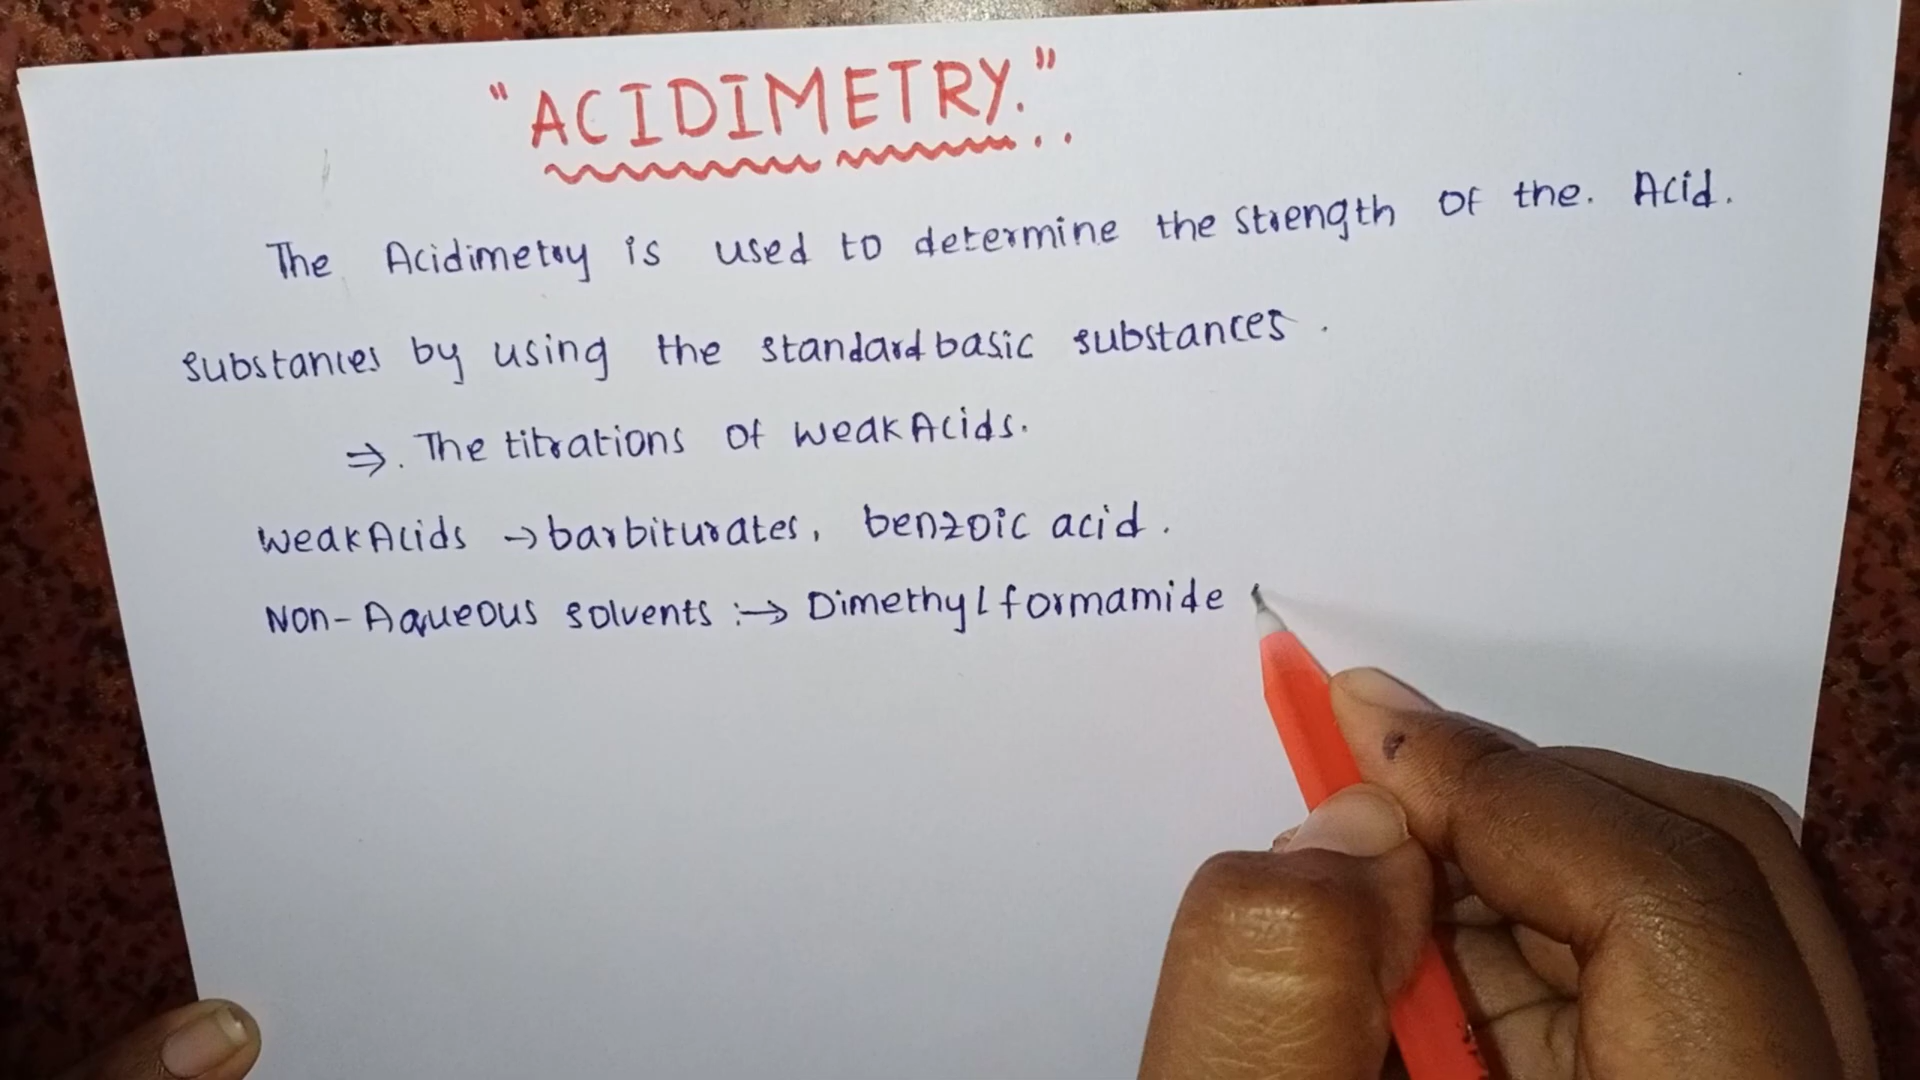 "ACIDIMETRY."
The Acidimetry is used to determine the strength of the. Acid.
substances by using the standard basic substances.
⇒. The titrations of weak Acids.
Weak Acids → barbiturates, benzoic acid.
Non-Aqueous solvents :→ Dimethyl formamide